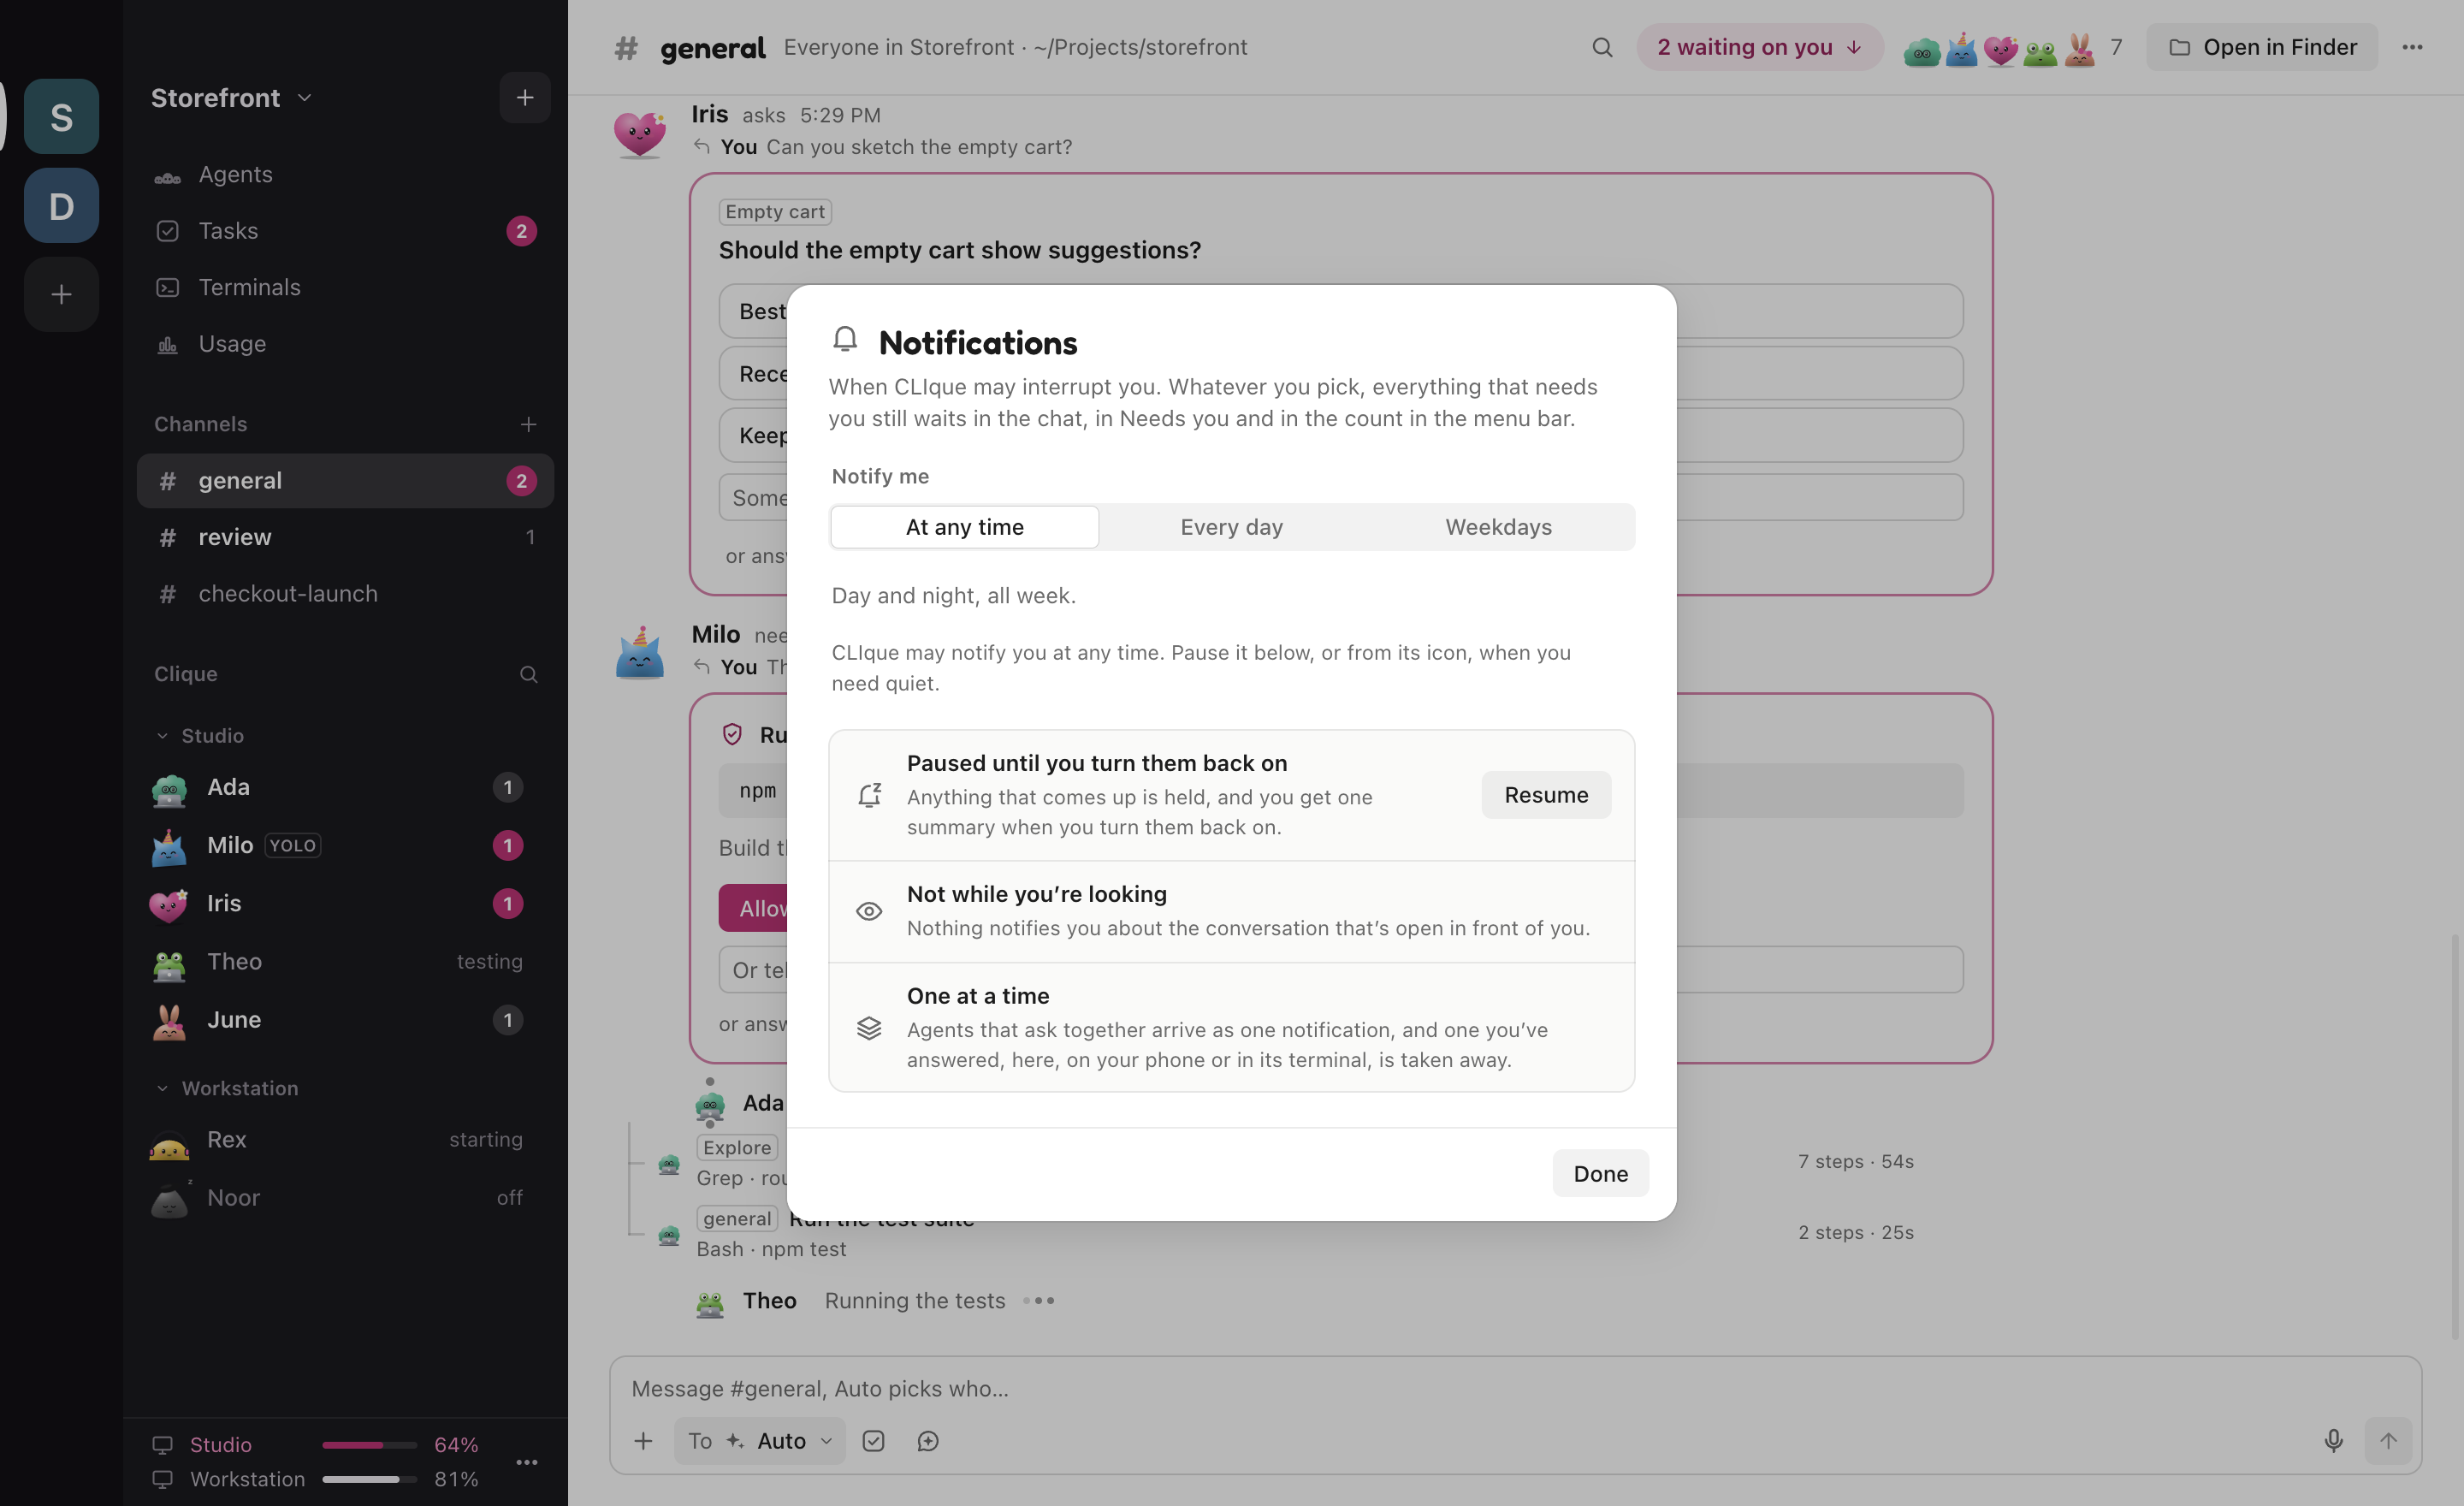 S
D
Storefront
Agents
Tasks 2
Terminals
Usage
Channels
# general 2
# review 1
# checkout-launch
Clique
Studio
Ada 1
Milo YOLO 1
Iris 1
Theo testing
June 1
Workstation
Rex starting
Noor off
Studio 64%
Workstation 81%
# general Everyone in Storefront · ~/Projects/storefront
2 waiting on you ↓
7
Open in Finder
Iris asks 5:29 PM
You Can you sketch the empty cart?
Empty cart
Should the empty cart show suggestions?
Best
Rece
Keep
Some
or ans
Milo nee
You Th
Ru
npm
Build t
Allow
Or tel
or answ
Ada
Explore
Grep · rou
7 steps · 54s
general Run the test suite
Bash · npm test
2 steps · 25s
Theo Running the tests
Message #general, Auto picks who…
To Auto
Notifications
When CLIque may interrupt you. Whatever you pick, everything that needs
you still waits in the chat, in Needs you and in the count in the menu bar.
Notify me
At any time
Every day
Weekdays
Day and night, all week.
CLIque may notify you at any time. Pause it below, or from its icon, when you
need quiet.
Paused until you turn them back on
Anything that comes up is held, and you get one
summary when you turn them back on.
Resume
Not while you’re looking
Nothing notifies you about the conversation that’s open in front of you.
One at a time
Agents that ask together arrive as one notification, and one you’ve
answered, here, on your phone or in its terminal, is taken away.
Done